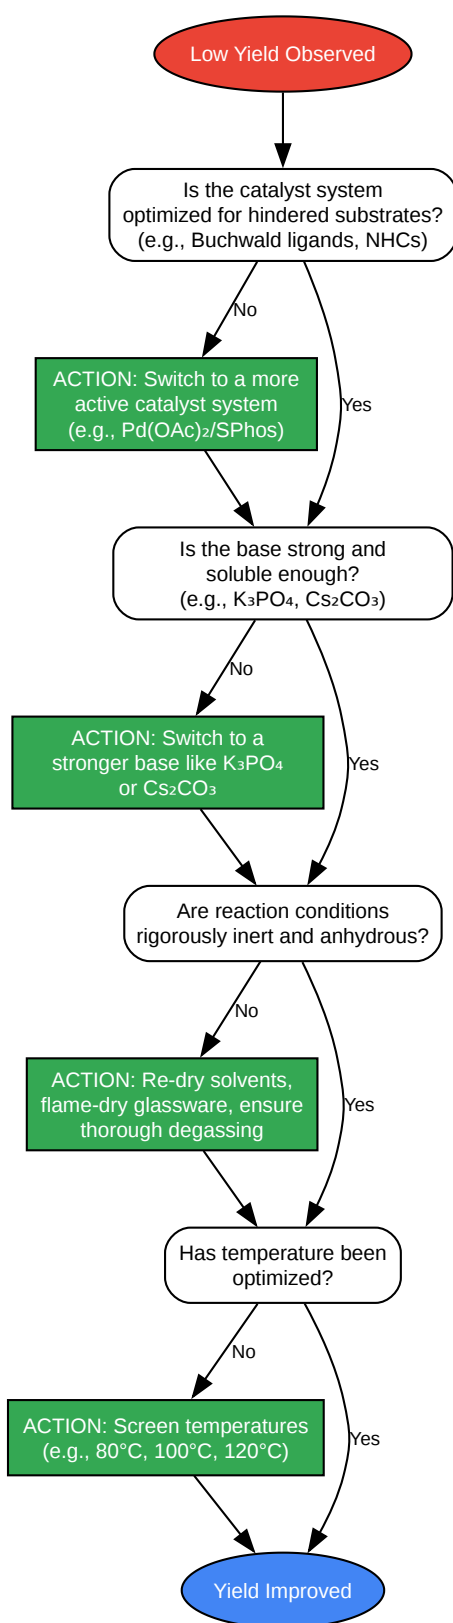 Low Yield Observed
Is the catalyst system
optimized for hindered substrates?
(e.g., Buchwald ligands, NHCs)
No
ACTION: Switch to a more
active catalyst system
(e.g., Pd(OAc)₂/SPhos)
Yes
Is the base strong and
soluble enough?
(e.g., K₃PO₄, Cs₂CO₃)
No
ACTION: Switch to a
stronger base like K₃PO₄
or Cs₂CO₃
Yes
Are reaction conditions
rigorously inert and anhydrous?
No
ACTION: Re-dry solvents,
flame-dry glassware, ensure
thorough degassing
Yes
Has temperature been
optimized?
No
ACTION: Screen temperatures
(e.g., 80°C, 100°C, 120°C)
Yes
Yield Improved